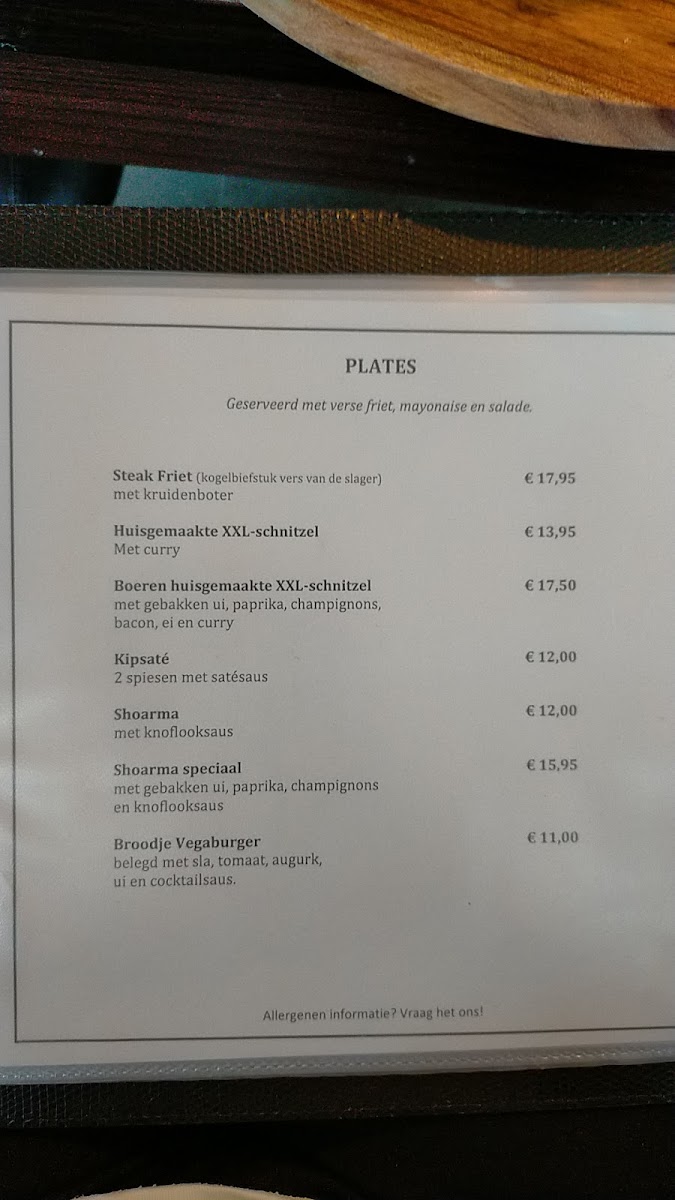 PLATES
Geserveerd met verse friet, mayonaise en salade.
Steak Friet (kogelbiefstuk vers van de slager) € 17,95
met kruidenboter
Huisgemaakte XXL-schnitzel € 13,95
Met curry
Boeren huisgemaakte XXL-schnitzel € 17,50
met gebakken ui, paprika, champignons,
bacon, ei en curry
Kipsaté € 12,00
2 spiesen met satésaus
Shoarma € 12,00
met knoflooksaus
Shoarma speciaal € 15,95
met gebakken ui, paprika, champignons
en knoflooksaus
Broodje Vegaburger € 11,00
belegd met sla, tomaat, augurk,
ui en cocktailsaus.
Allergenen informatie? Vraag het ons!